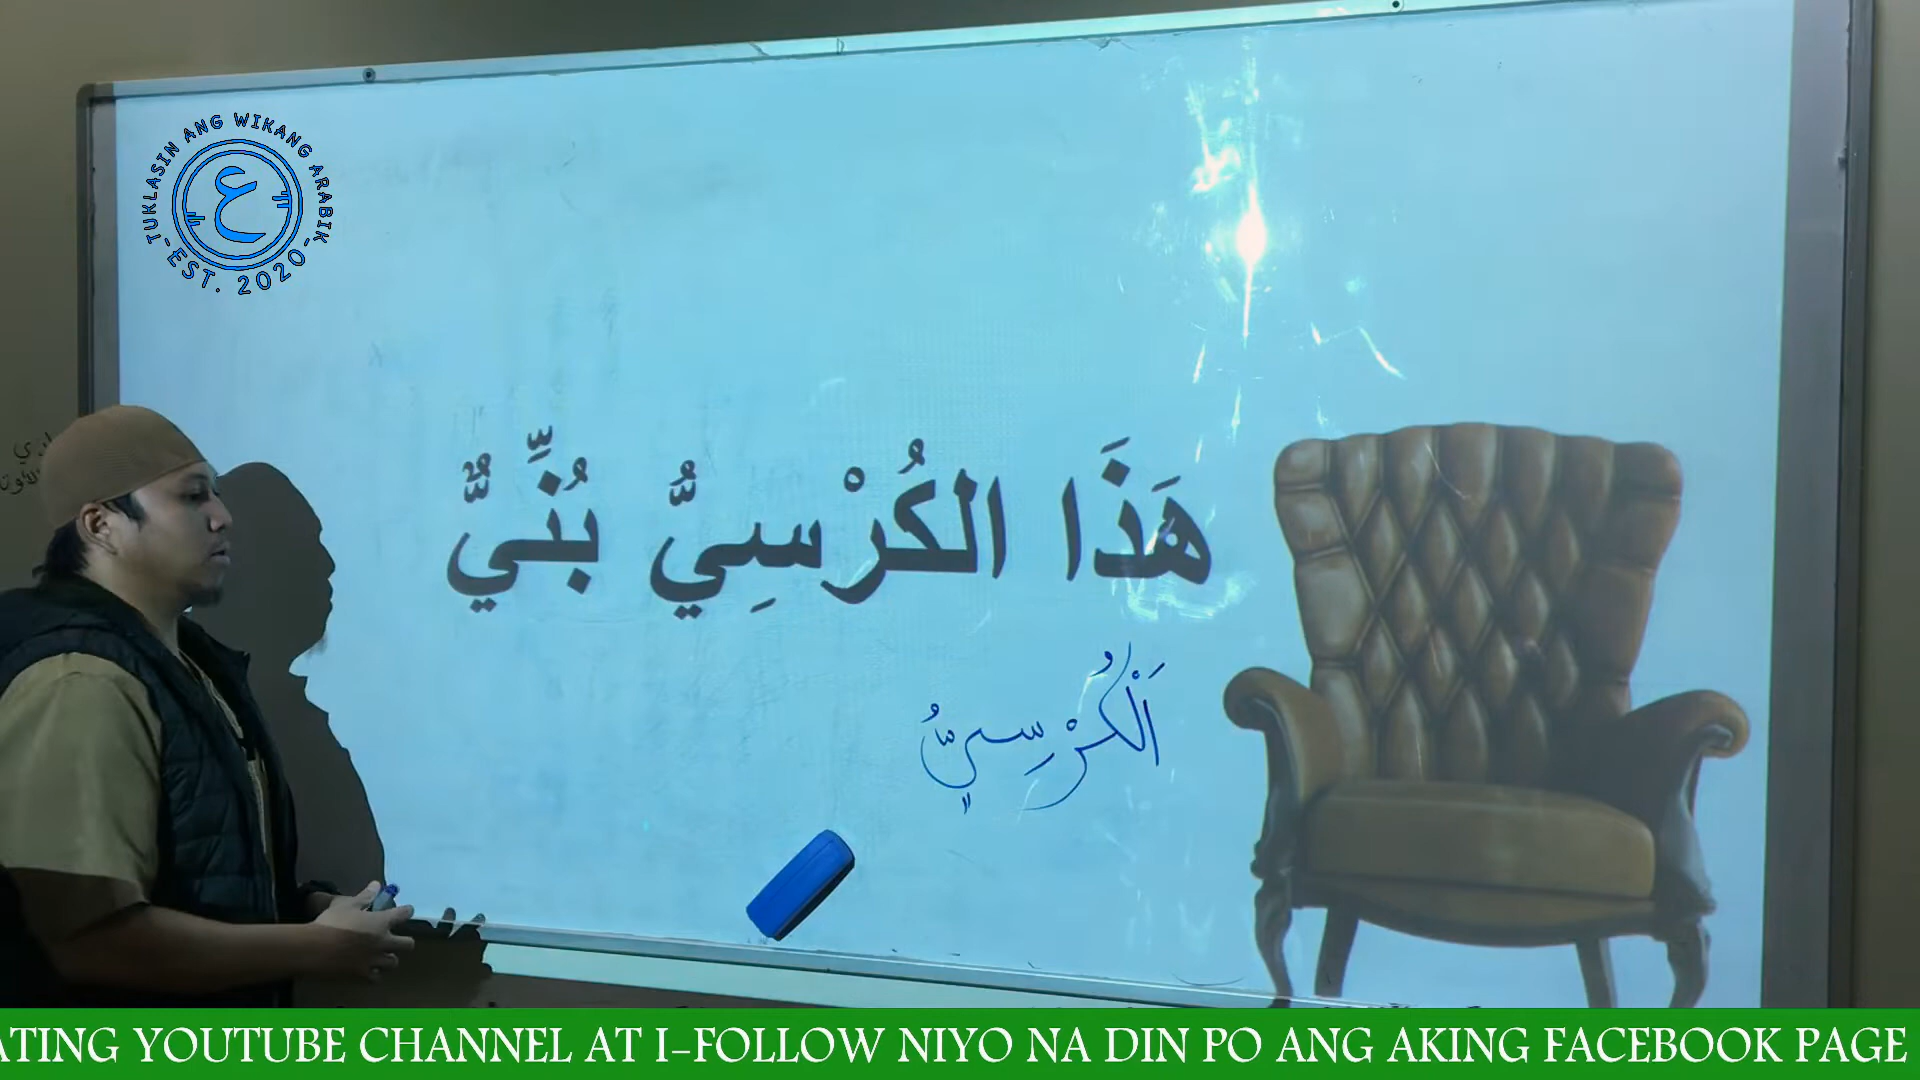 TUKLASIN ANG WIKANG ARABIK
-EST. 2020-
ع
هَذَا الكُرْسِيُّ بُنِّيٌّ
اَلْكُرْسِيُّ
ATING YOUTUBE CHANNEL AT I-FOLLOW NIYO NA DIN PO ANG AKING FACEBOOK PAGE